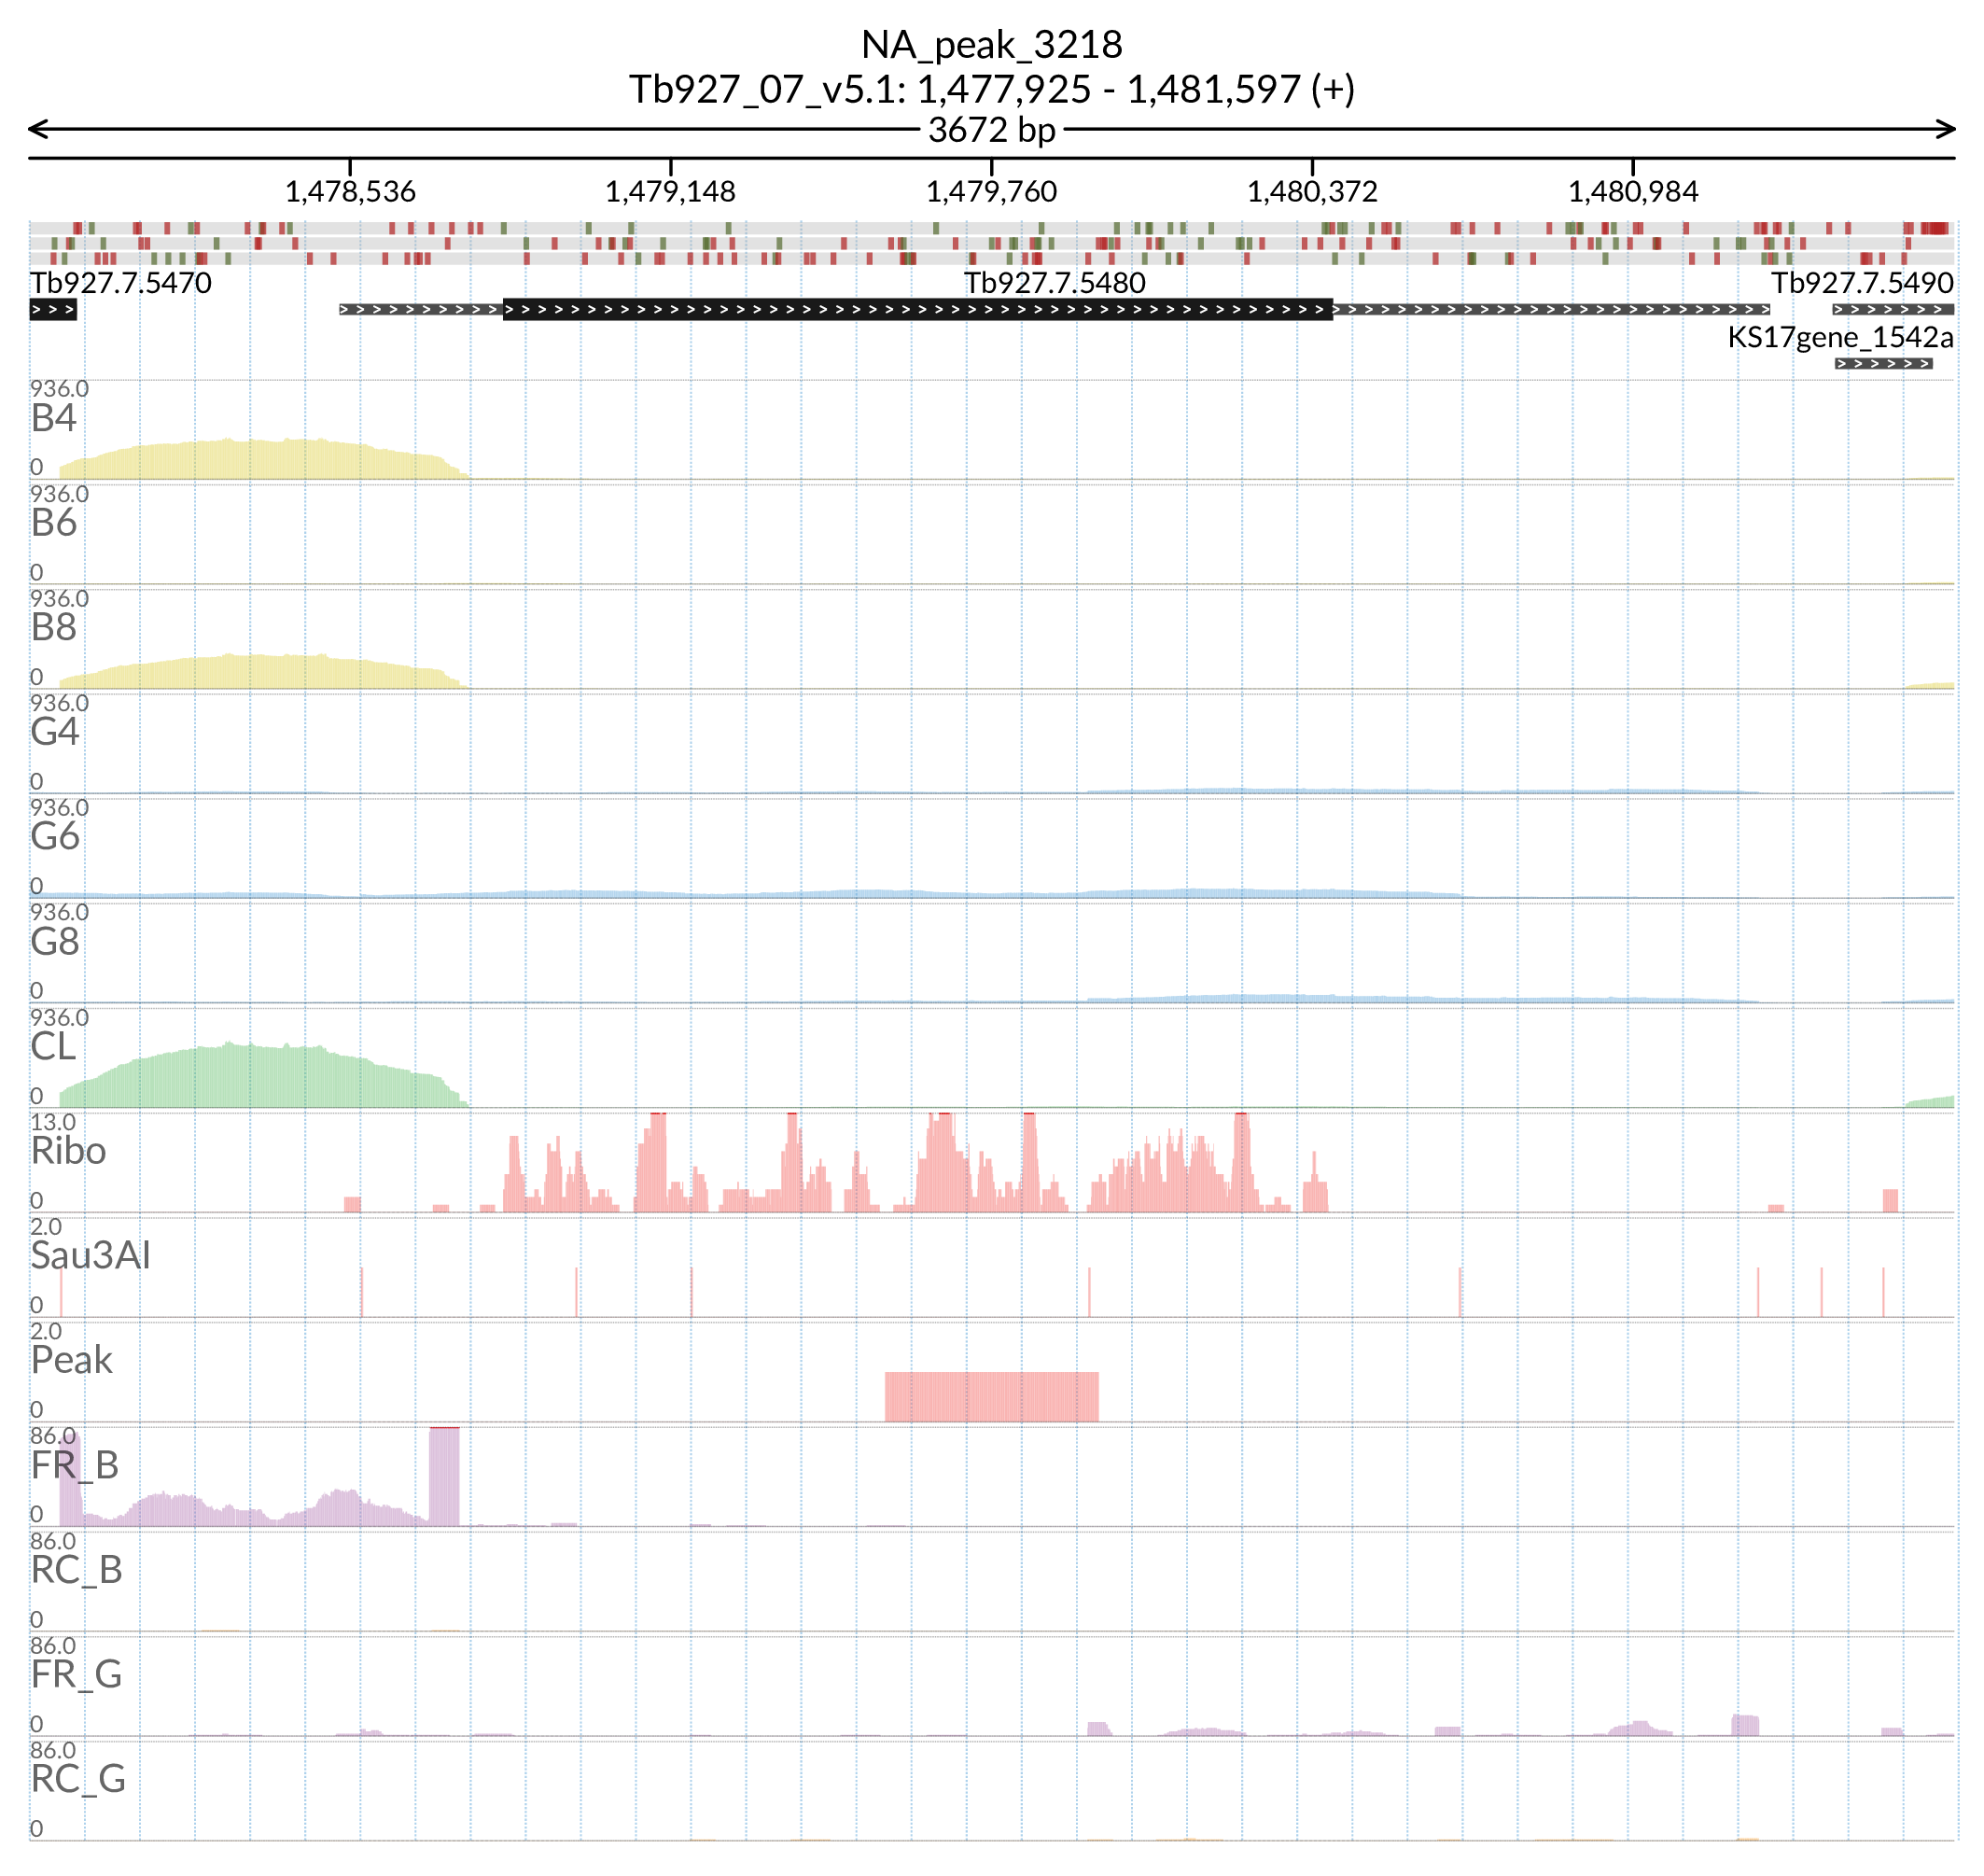 NA_peak_3218
Tb927_07_v5.1: 1,477,925 - 1,481,597 (+)
3672 bp
1,478,536 1,479,148 1,479,760 1,480,372 1,480,984
Tb927.7.5470 Tb927.7.5480 Tb927.7.5490
KS17gene_1542a
936.0
B4
0
936.0
B6
0
936.0
B8
0
936.0
G4
0
936.0
G6
0
936.0
G8
0
936.0
CL
0
13.0
Ribo
0
2.0
Sau3AI
0
2.0
Peak
0
86.0
FR_B
0
86.0
RC_B
0
86.0
FR_G
0
86.0
RC_G
0